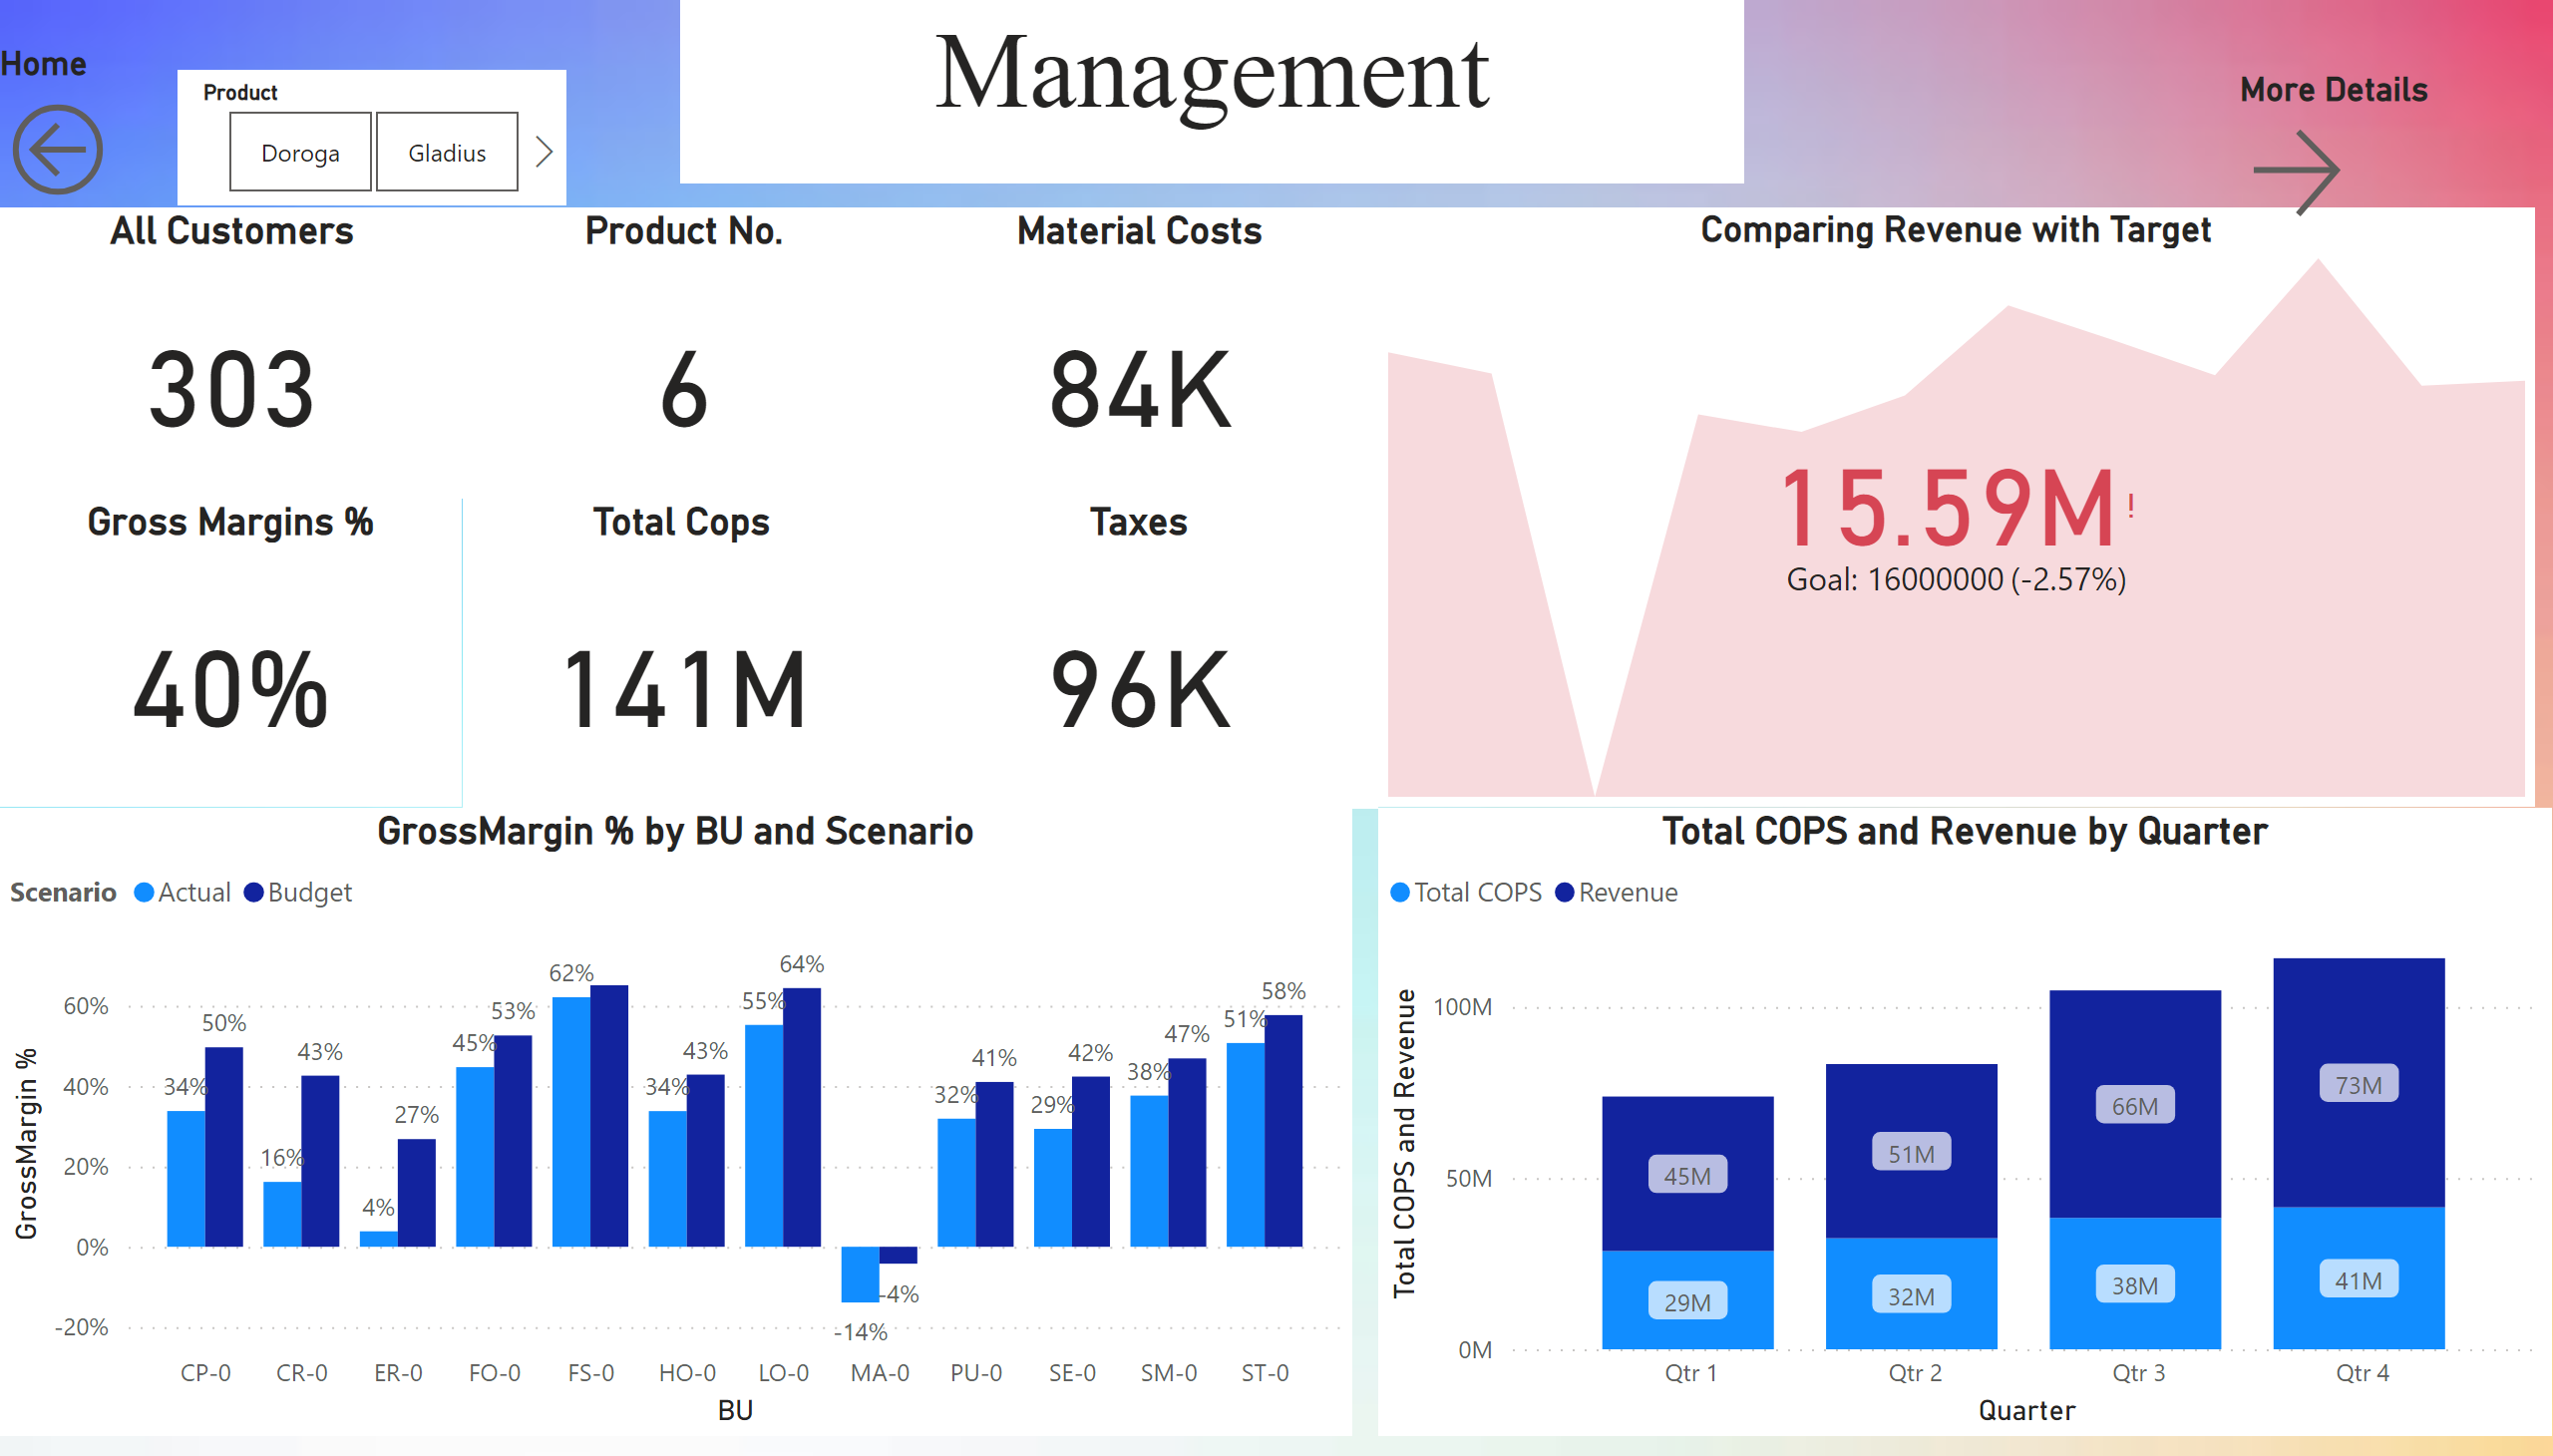 Home
Product
Doroga
Gladius
Management
More Details
All Customers
303
Product No.
6
Material Costs
84K
Gross Margins %
40%
Total Cops
141M
Taxes
96K
Comparing Revenue with Target
15.59M!
Goal: 16000000 (-2.57%)
GrossMargin % by BU and Scenario
Scenario Actual Budget
GrossMargin %
60%
40%
20%
0%
-20%
34% 50%
16% 43%
4% 27%
45% 53%
62%
34% 43%
55% 64%
-14% -4%
32% 41%
29% 42%
38% 47%
51% 58%
CP-0 CR-0 ER-0 FO-0 FS-0 HO-0 LO-0 MA-0 PU-0 SE-0 SM-0 ST-0
BU
Total COPS and Revenue by Quarter
Total COPS Revenue
Total COPS and Revenue
100M
50M
0M
45M
29M
51M
32M
66M
38M
73M
41M
Qtr 1 Qtr 2 Qtr 3 Qtr 4
Quarter